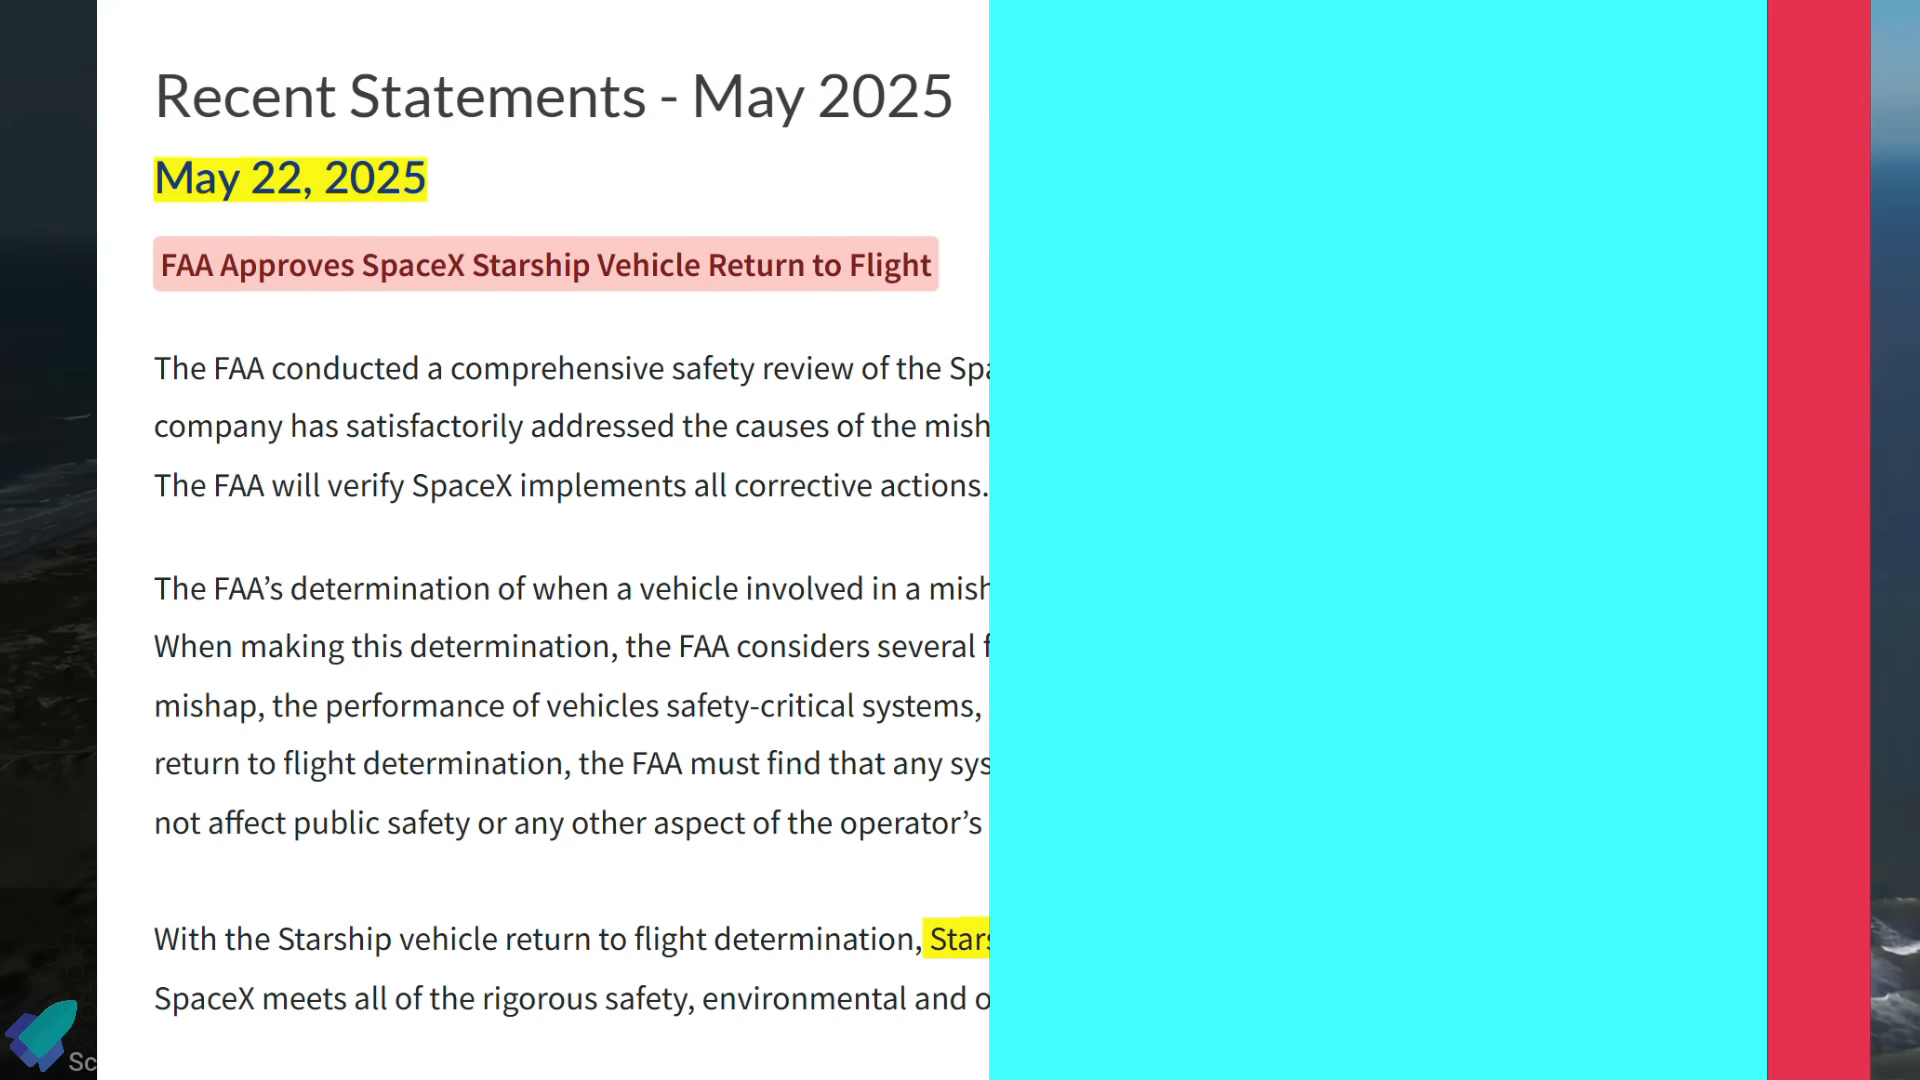 Recent Statements - May 2025
May 22, 2025
FAA Approves SpaceX Starship Vehicle Return to Flight
The FAA conducted a comprehensive safety review of the
company has satisfactorily addressed the causes of the
The FAA will verify SpaceX implements all corrective actions.
The FAA’s determination of when a vehicle involved in a
When making this determination, the FAA considers several
mishap, the performance of vehicles safety-critical systems,
return to flight determination, the FAA must find that any
not affect public safety or any other aspect of the operator’s
With the Starship vehicle return to flight determination,
SpaceX meets all of the rigorous safety, environmental and